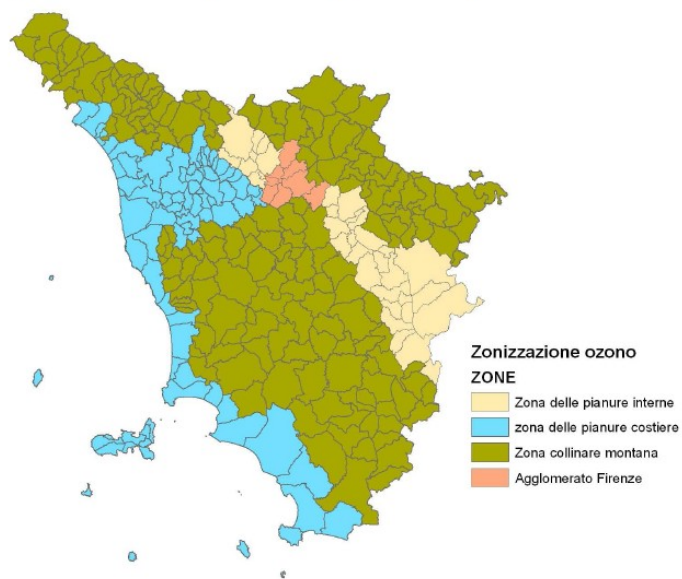 Zonizzazione ozono
ZONE
Zona delle pianure interne
zona delle pianure costiere
Zona collinare montana
Agglomerato Firenze